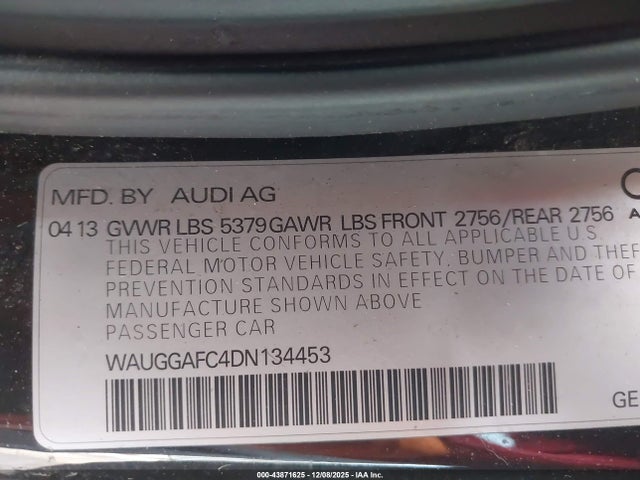 MFD. BY AUDI AG
04 13 GVWR LBS 5379 GAWR LBS FRONT 2756/REAR 2756
THIS VEHICLE CONFORMS TO ALL APPLICABLE U S
FEDERAL MOTOR VEHICLE SAFETY, BUMPER AND THEF
PREVENTION STANDARDS IN EFFECT ON THE DATE OF
MANUFACTURE SHOWN ABOVE
PASSENGER CAR
WAUGGAFC4DN134453
GE
000-43871625 - 12/08/2025 - IAA Inc.